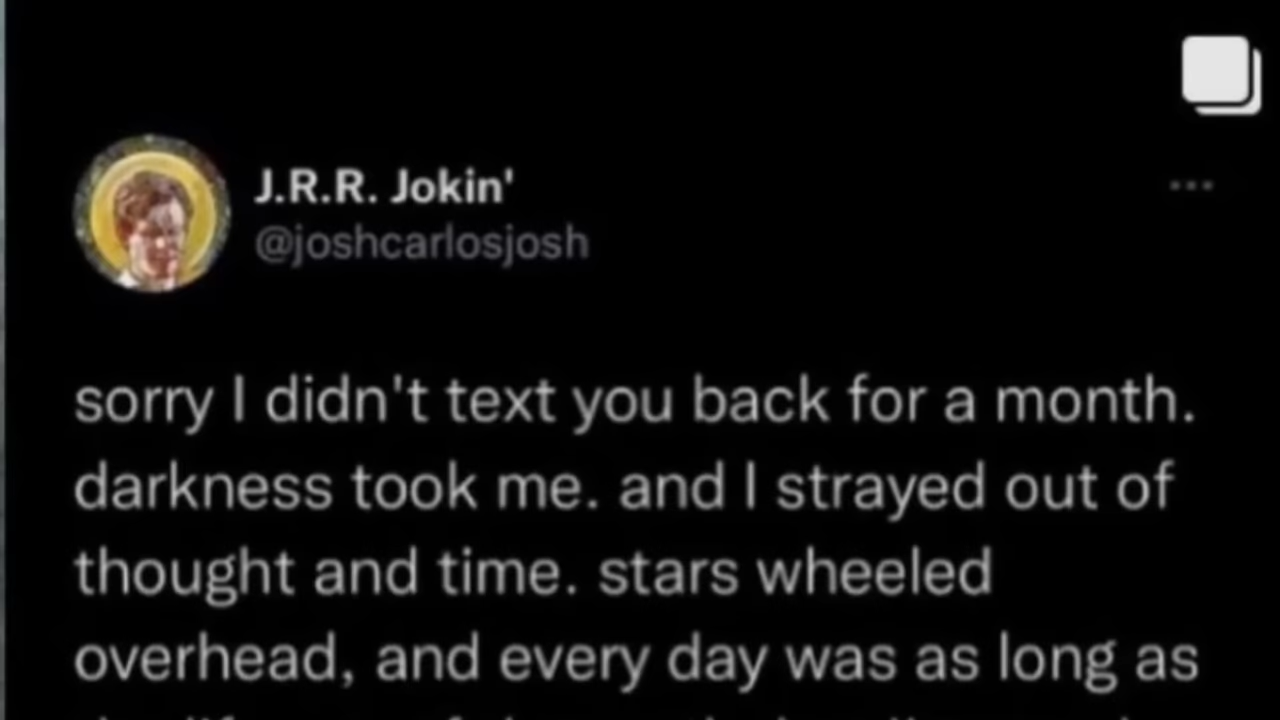 J.R.R. Jokin'
@joshcarlosjosh
sorry I didn't text you back for a month.
darkness took me. and I strayed out of
thought and time. stars wheeled
overhead, and every day was as long as